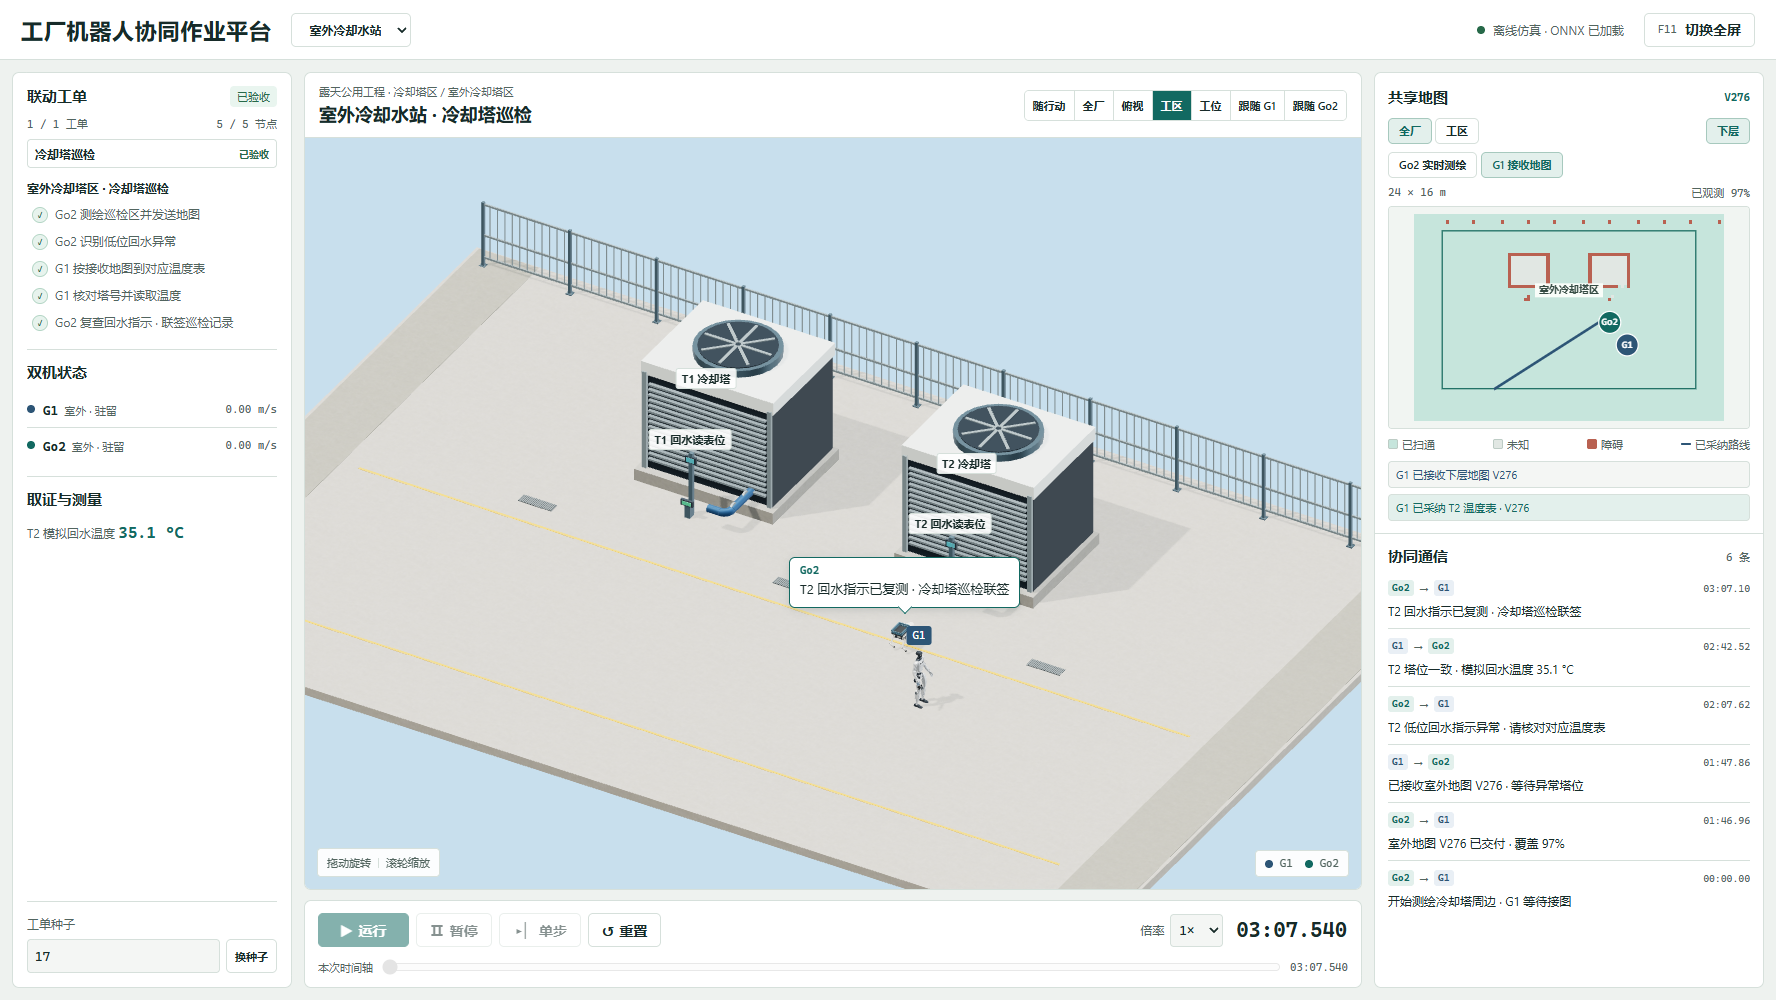 工厂机器人协同作业平台
室外冷却水站
离线仿真 · ONNX 已加载
F11 切换全屏
联动工单
已验收
1 / 1 工单
5 / 5 节点
冷却塔巡检
已验收
室外冷却塔区 · 冷却塔巡检
Go2 测绘巡检区并发送地图
Go2 识别低位回水异常
G1 按接收地图到对应温度表
G1 核对塔号并读取温度
Go2 复查回水指示 · 联签巡检记录
双机状态
G1 室外 · 驻留
0.00 m/s
Go2 室外 · 驻留
0.00 m/s
取证与测量
T2 模拟回水温度 35.1 °C
工单种子
17
换种子
露天公用工程 · 冷却塔区 / 室外冷却塔区
室外冷却水站 · 冷却塔巡检
随行动
全厂
俯视
工区
工位
跟随 G1
跟随 Go2
T1 冷却塔
T1 回水读表位
T2 冷却塔
T2 回水读表位
Go2
T2 回水指示已复测 · 冷却塔巡检联签
G1
拖动旋转
滚轮缩放
G1
Go2
运行
暂停
单步
重置
倍率
1×
03:07.540
本次时间轴
03:07.540
共享地图
V276
全厂
工区
下层
Go2 实时测绘
G1 接收地图
24 × 16 m
已观测 97%
室外冷却塔区
Go2
G1
已扫通
未知
障碍
已采纳路线
G1 已接收下层地图 V276
G1 已采纳 T2 温度表 · V276
协同通信
6 条
Go2 → G1
03:07.10
T2 回水指示已复测 · 冷却塔巡检联签
G1 → Go2
02:42.52
T2 塔位一致 · 模拟回水温度 35.1 °C
Go2 → G1
02:07.62
T2 低位回水指示异常 · 请核对对应温度表
G1 → Go2
01:47.86
已接收室外地图 V276 · 等待异常塔位
Go2 → G1
01:46.96
室外地图 V276 已交付 · 覆盖 97%
Go2 → G1
00:00.00
开始测绘冷却塔周边 · G1 等待接图